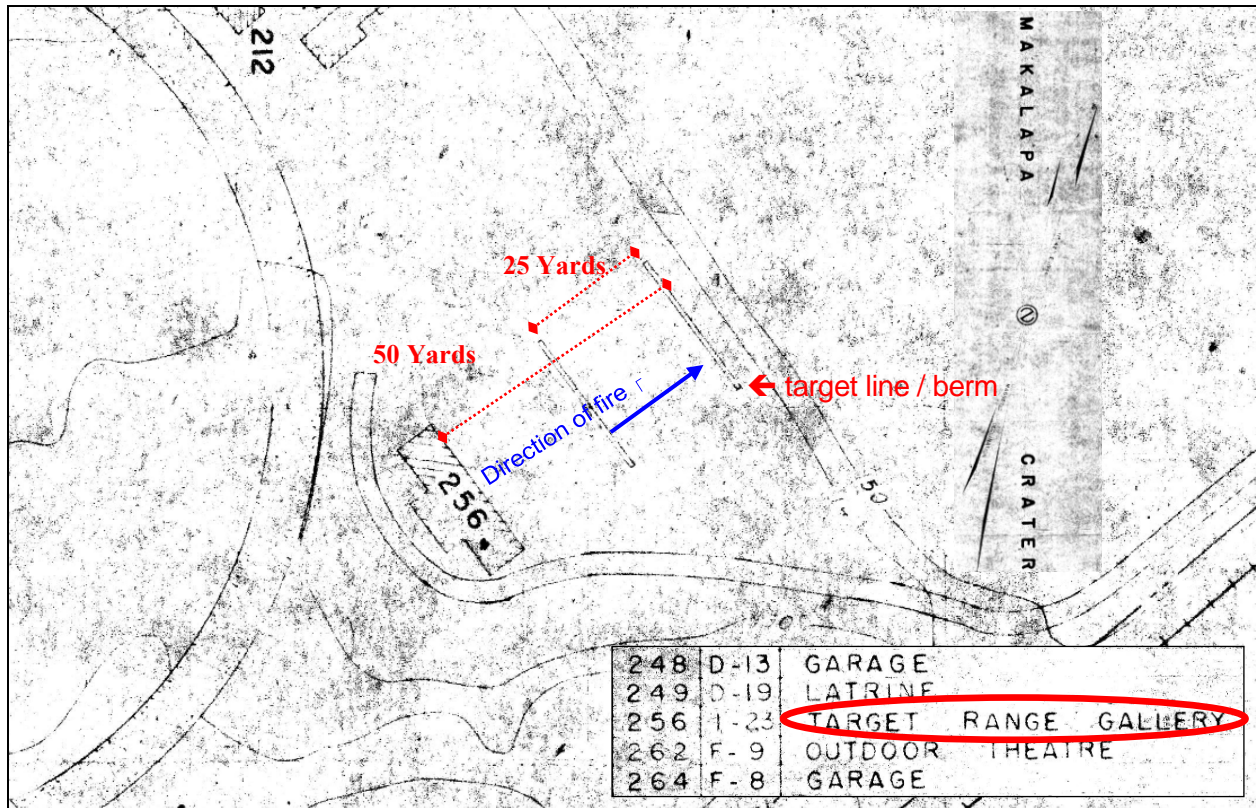 212
MAKALAPA
25 Yards
②
50 Yards
← target line / berm
Direction of fire
256
50
CRATER
248 D-13 GARAGE
249 D-19 LATRINE
256 I-23 TARGET RANGE GALLERY
262 F-9 OUTDOOR THEATRE
264 F-8 GARAGE